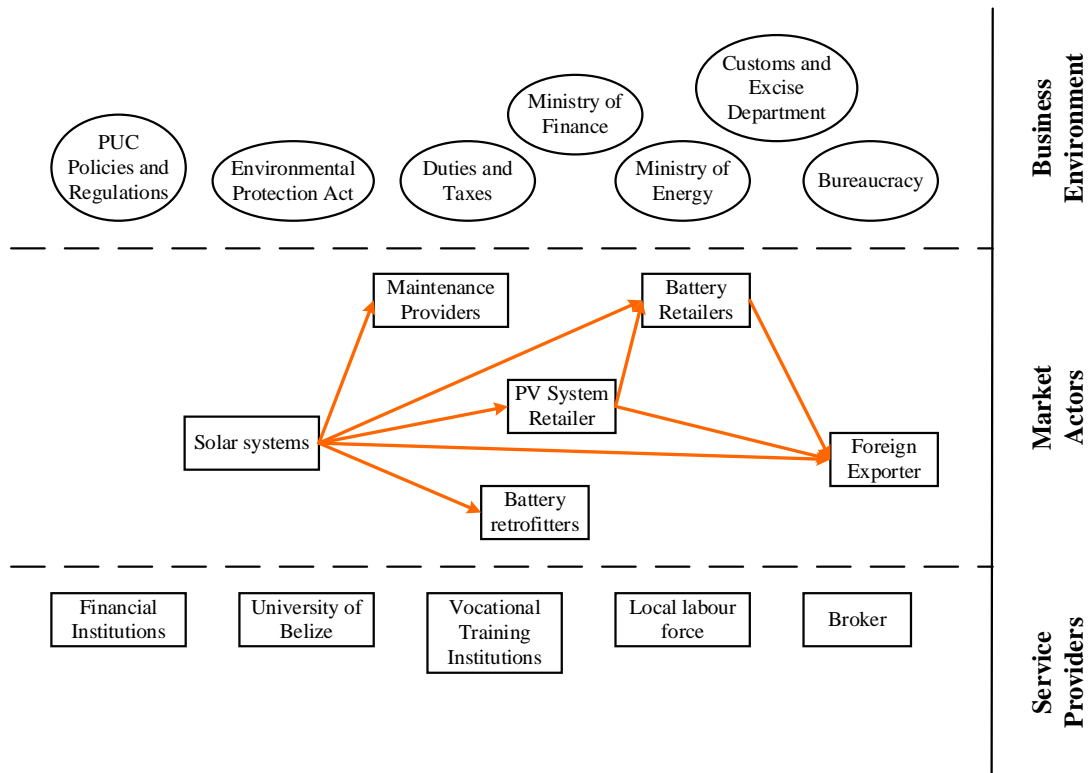 Customs and
Excise
Department
Ministry of
Finance
PUC
Policies and
Regulations
Environmental
Protection Act
Duties and
Taxes
Ministry of
Energy
Bureaucracy
Business
Environment
Maintenance
Providers
Battery
Retailers
PV System
Retailer
Solar systems
Foreign
Exporter
Battery
retrofitters
Market
Actors
Financial
Institutions
University of
Belize
Vocational
Training
Institutions
Local labour
force
Broker
Service
Providers